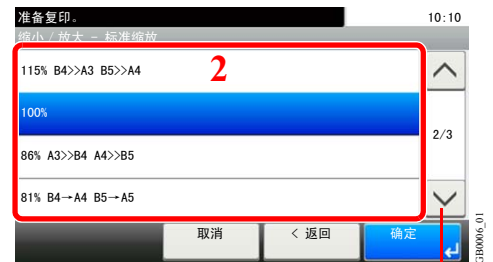 准备复印。 10:10
缩小 / 放大 - 标准缩放
115% B4>>A3 B5>>A4
2
100%
2/3
86% A3>>B4 A4>>B5
81% B4→A4 B5→A5
取消 < 返回 确定
GB0006_01